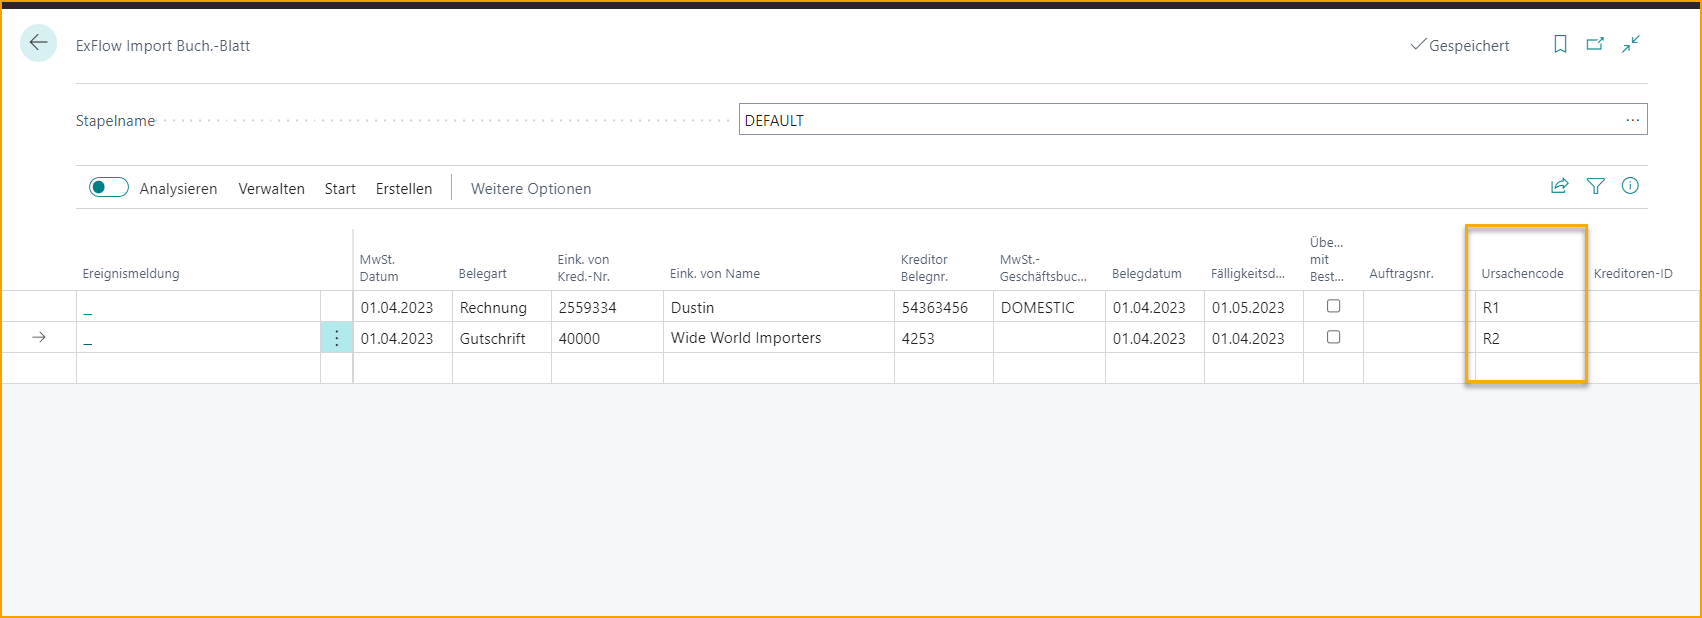 ExFlow Import Buch.-Blatt
Gespeichert
Stapelname
DEFAULT
Analysieren Verwalten Start Erstellen Weitere Optionen
Ereignismeldung MwSt. Datum Belegart Eink. von Kred.-Nr. Eink. von Name Kreditor Belegnr. MwSt.-Geschäftsbuc... Belegdatum Fälligkeitsd... Übe... mit Best... Auftragsnr. Ursachencode Kreditoren-ID
_ 01.04.2023 Rechnung 2559334 Dustin 54363456 DOMESTIC 01.04.2023 01.05.2023 R1
_ 01.04.2023 Gutschrift 40000 Wide World Importers 4253 01.04.2023 01.04.2023 R2